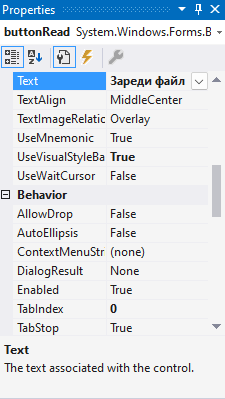 Properties
buttonRead System.Windows.Forms.B
Text Зареди файл
TextAlign MiddleCenter
TextImageRelatic Overlay
UseMnemonic True
UseVisualStyleBa True
UseWaitCursor False
Behavior
AllowDrop False
AutoEllipsis False
ContextMenuStr (none)
DialogResult None
Enabled True
TabIndex 0
TabStop True
Text
The text associated with the control.